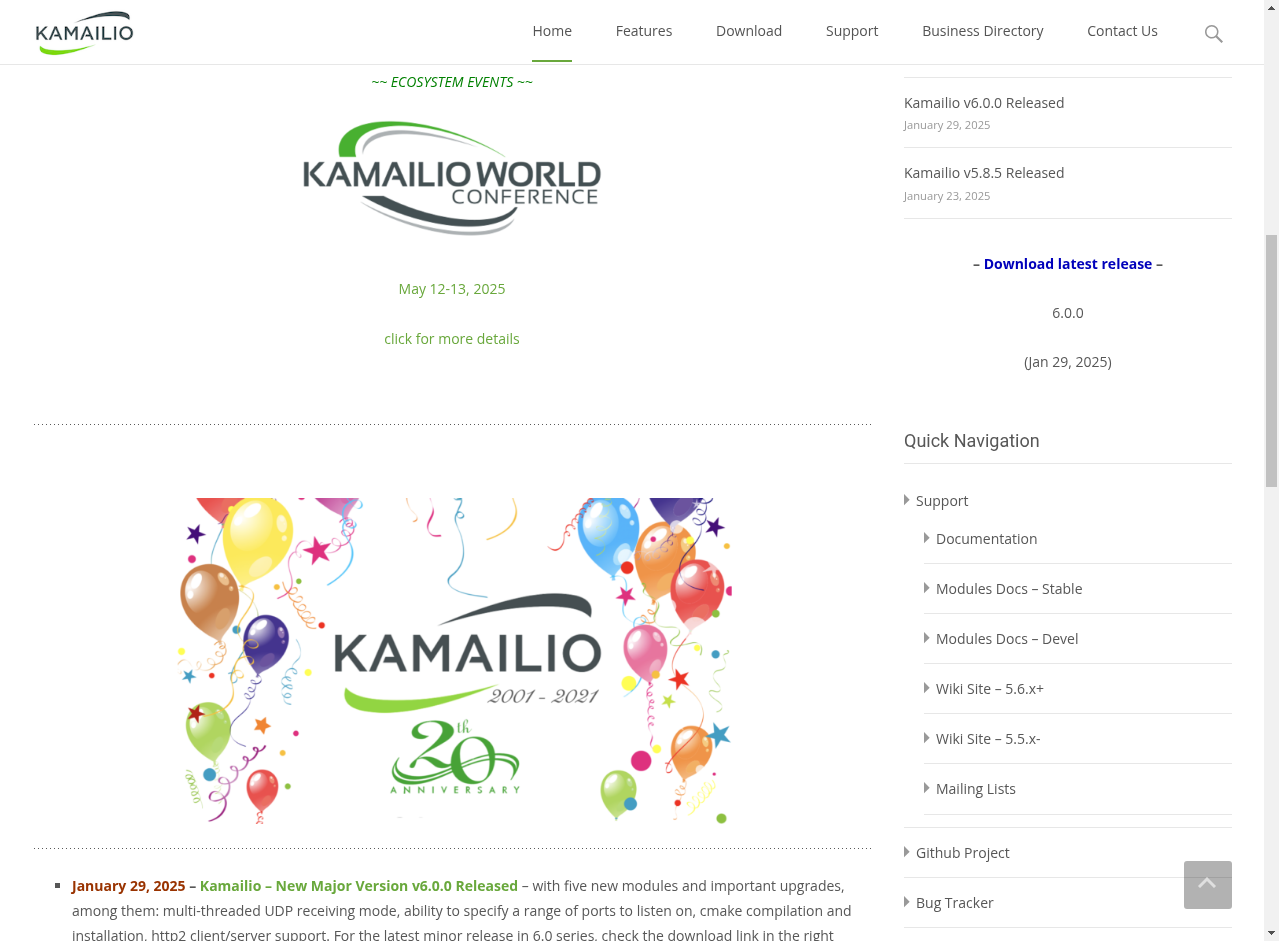 KAMAILIO
Home
Features
Download
Support
Business Directory
Contact Us
~~ ECOSYSTEM EVENTS ~~
KAMAILIO WORLD
CONFERENCE
May 12-13, 2025
click for more details
KAMAILIO
2001 - 2021
20th
ANNIVERSARY
January 29, 2025 – Kamailio – New Major Version v6.0.0 Released – with five new modules and important upgrades,
among them: multi-threaded UDP receiving mode, ability to specify a range of ports to listen on, cmake compilation and
installation, http2 client/server support. For the latest minor release in 6.0 series, check the download link in the right
Kamailio v6.0.0 Released
January 29, 2025
Kamailio v5.8.5 Released
January 23, 2025
– Download latest release –
6.0.0
(Jan 29, 2025)
Quick Navigation
Support
Documentation
Modules Docs – Stable
Modules Docs – Devel
Wiki Site – 5.6.x+
Wiki Site – 5.5.x-
Mailing Lists
Github Project
Bug Tracker